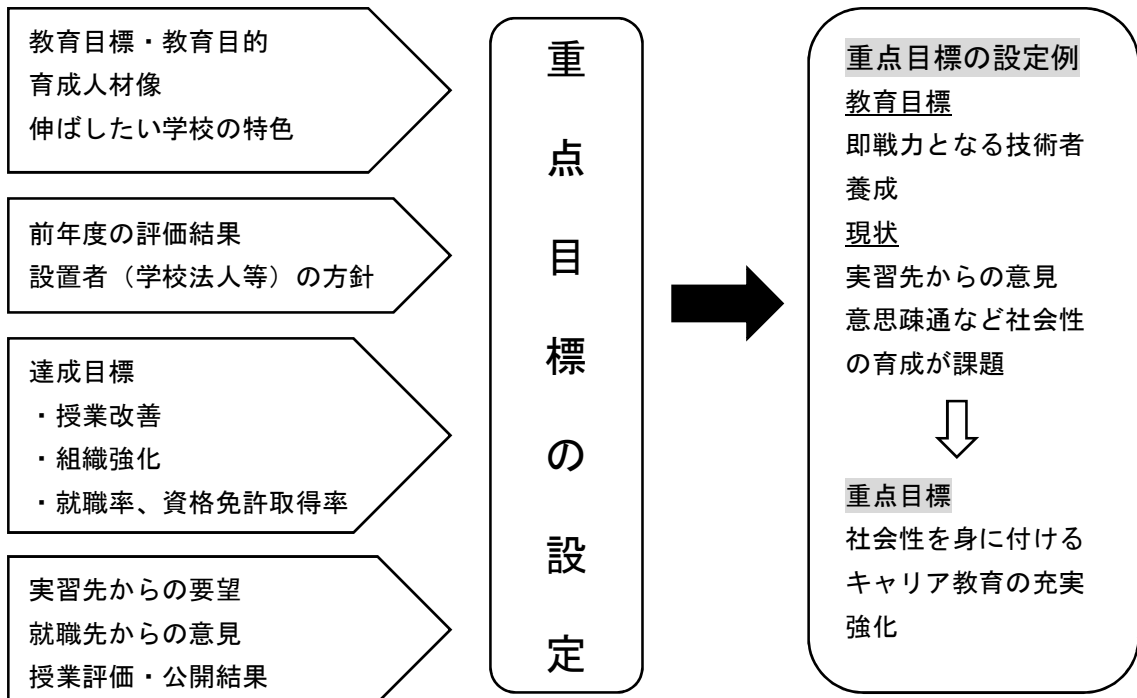 教育目標・教育目的
育成人材像
伸ばしたい学校の特色
前年度の評価結果
設置者（学校法人等）の方針
達成目標
・授業改善
・組織強化
・就職率、資格免許取得率
実習先からの要望
就職先からの意見
授業評価・公開結果
重点目標の設定
重点目標の設定例
教育目標
即戦力となる技術者
養成
現状
実習先からの意見
意思疎通など社会性
の育成が課題
重点目標
社会性を身に付ける
キャリア教育の充実
強化